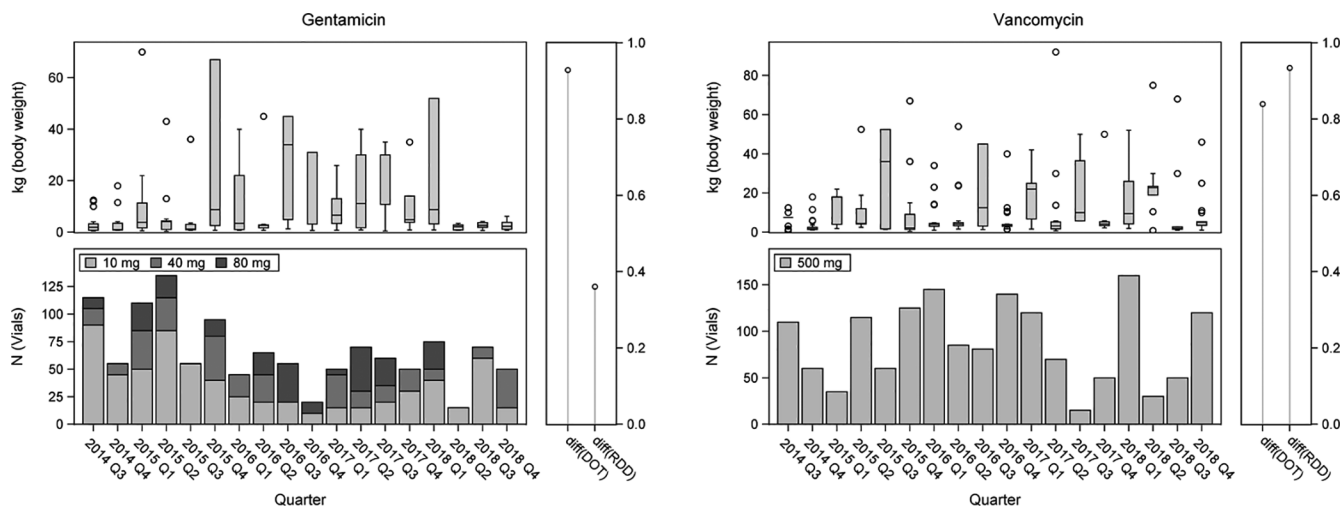 Gentamicin
kg (body weight)
60
40
20
0
N (Vials)
125
100
75
50
25
0
10 mg 40 mg 80 mg
2014 Q3
2014 Q4
2015 Q1
2015 Q2
2015 Q3
2015 Q4
2016 Q1
2016 Q2
2016 Q3
2016 Q4
2017 Q1
2017 Q2
2017 Q3
2017 Q4
2018 Q1
2018 Q2
2018 Q3
2018 Q4
Quarter
1.0
0.8
0.6
0.4
0.2
0.0
diff(DOT)
diff(RDD)
Vancomycin
kg (body weight)
80
60
40
20
0
N (Vials)
150
100
50
0
500 mg
2014 Q3
2014 Q4
2015 Q1
2015 Q2
2015 Q3
2015 Q4
2016 Q1
2016 Q2
2016 Q3
2016 Q4
2017 Q1
2017 Q2
2017 Q3
2017 Q4
2018 Q1
2018 Q2
2018 Q3
2018 Q4
Quarter
1.0
0.8
0.6
0.4
0.2
0.0
diff(DOT)
diff(RDD)